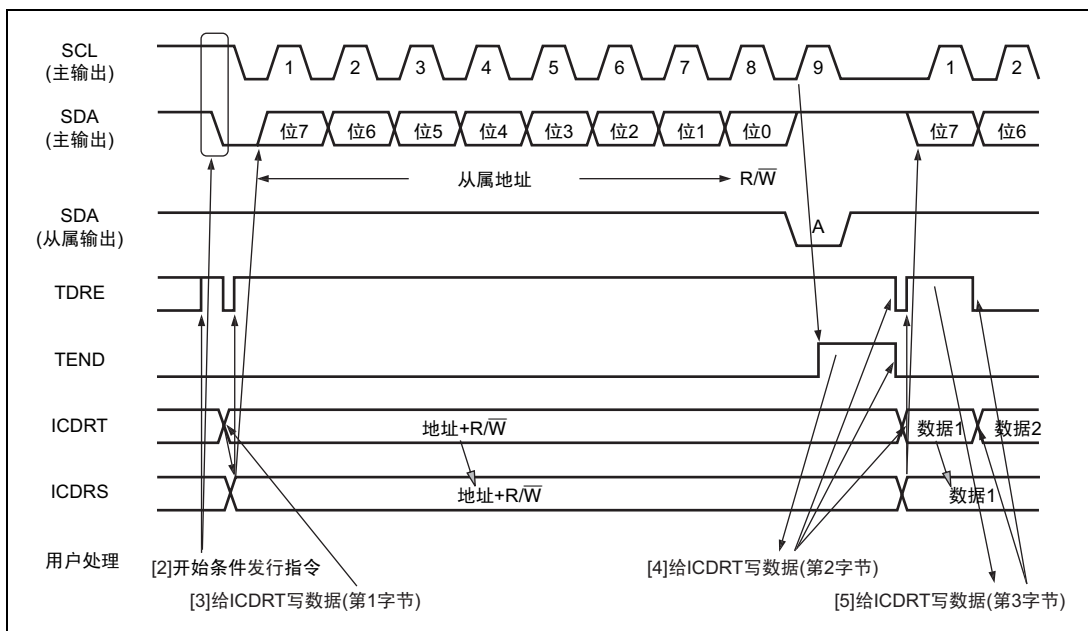 SCL
(主输出)
1 2 3 4 5 6 7 8 9 1 2
SDA
(主输出)
位7 位6 位5 位4 位3 位2 位1 位0 位7 位6
从属地址 R/W̅
SDA
(从属输出)
A
TDRE
TEND
ICDRT
地址+R/W̅ 数据1 数据2
ICDRS
地址+R/W̅ 数据1
用户处理
[2]开始条件发行指令
[3]给ICDRT写数据(第1字节)
[4]给ICDRT写数据(第2字节)
[5]给ICDRT写数据(第3字节)